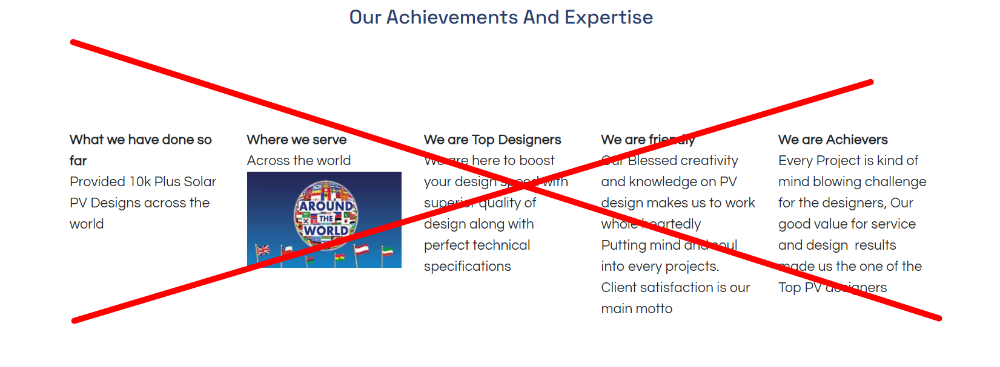 Our Achievements And Expertise
What we have done so
far
Provided 10k Plus Solar
PV Designs across the
world
Where we serve
Across the world
AROUND
THE
WORLD
We are Top Designers
We are here to boost
your design speed with
superior quality of
design along with
perfect technical
specifications
We are friendly
Our Blessed creativity
and knowledge on PV
design makes us to work
whole heartedly
Putting mind and soul
into every projects.
Client satisfaction is our
main motto
We are Achievers
Every Project is kind of
mind blowing challenge
for the designers, Our
good value for service
and design  results
made us the one of the
Top PV designers